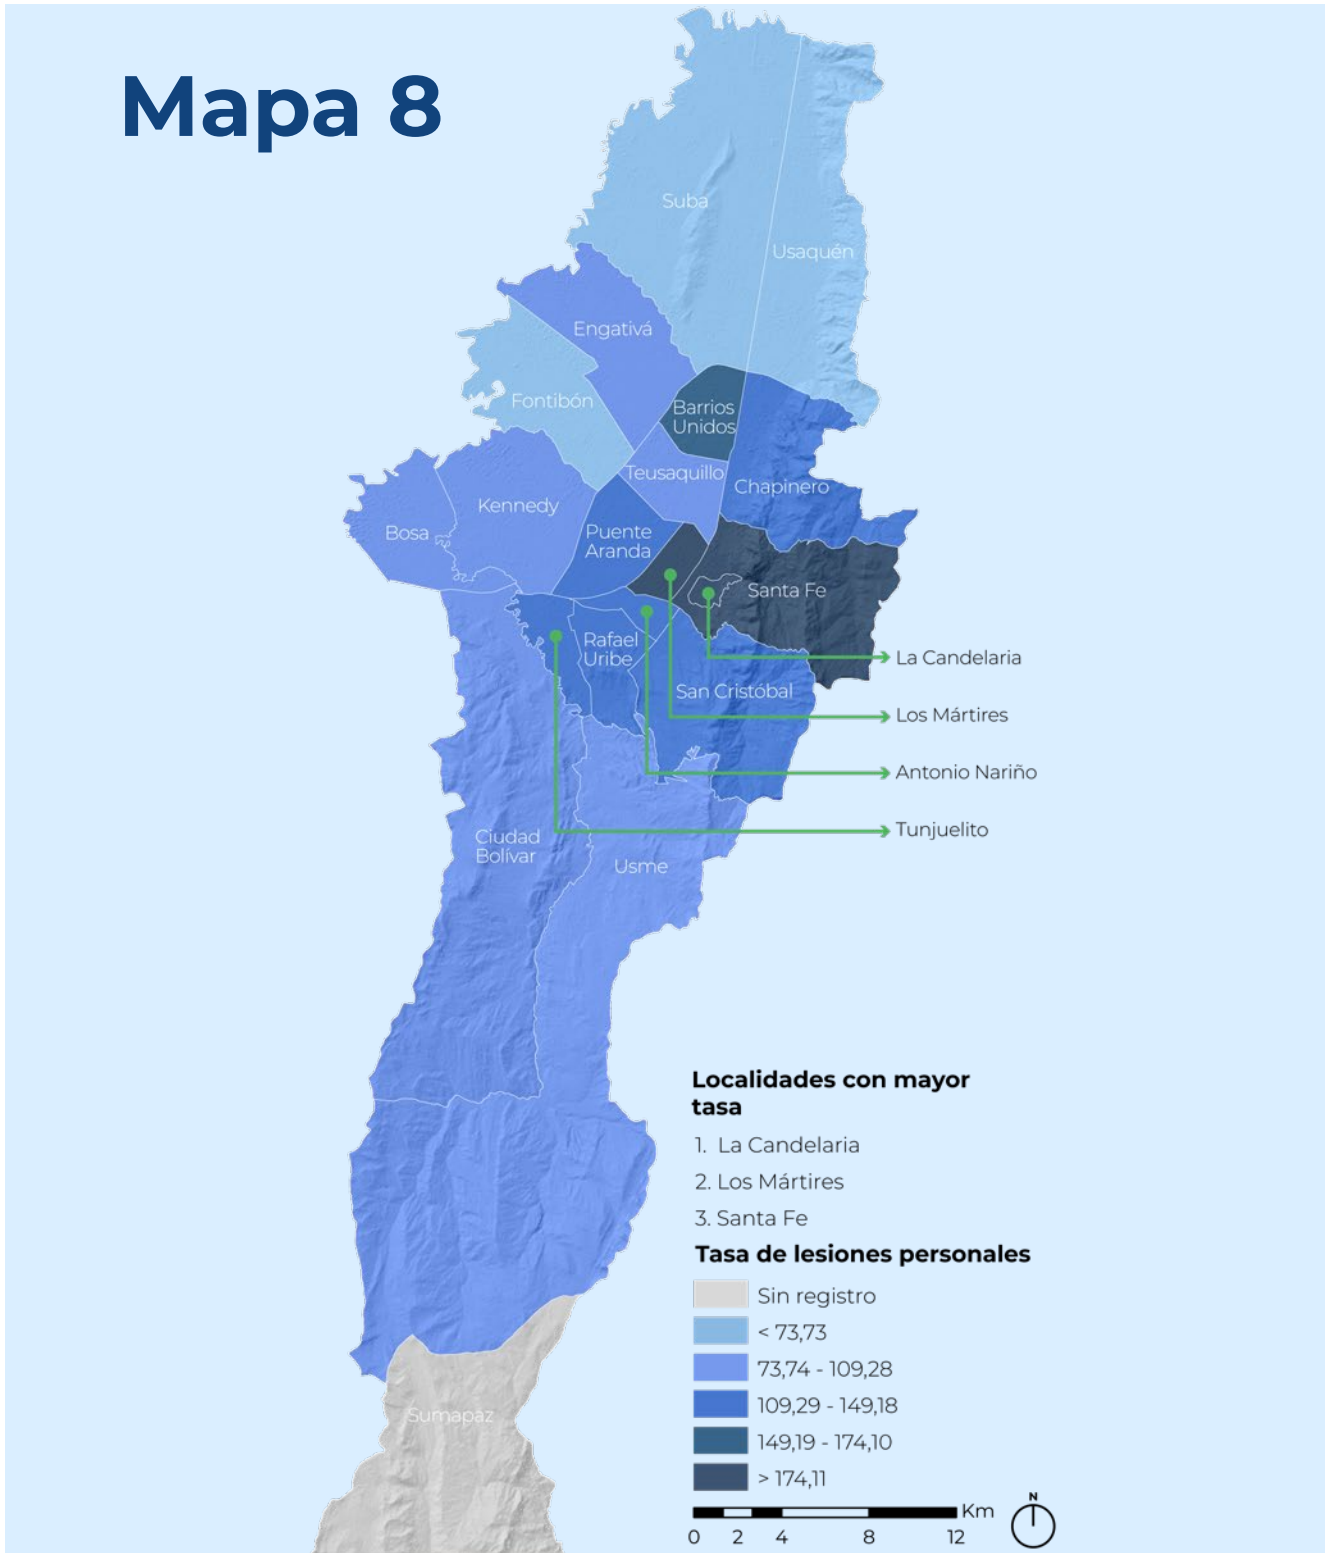 Mapa 8
Suba
Usaquén
Engativá
Fontibón
Barrios
Unidos
Teusaquillo
Chapinero
Kennedy
Bosa
Puente
Aranda
Santa Fe
Rafael
Uribe
La Candelaria
San Cristóbal
Los Mártires
Antonio Nariño
Tunjuelito
Ciudad
Bolívar
Usme
Sumapaz
Localidades con mayor
tasa
1. La Candelaria
2. Los Mártires
3. Santa Fe
Tasa de lesiones personales
Sin registro
< 73,73
73,74 - 109,28
109,29 - 149,18
149,19 - 174,10
> 174,11
Km
0 2 4 8 12
N